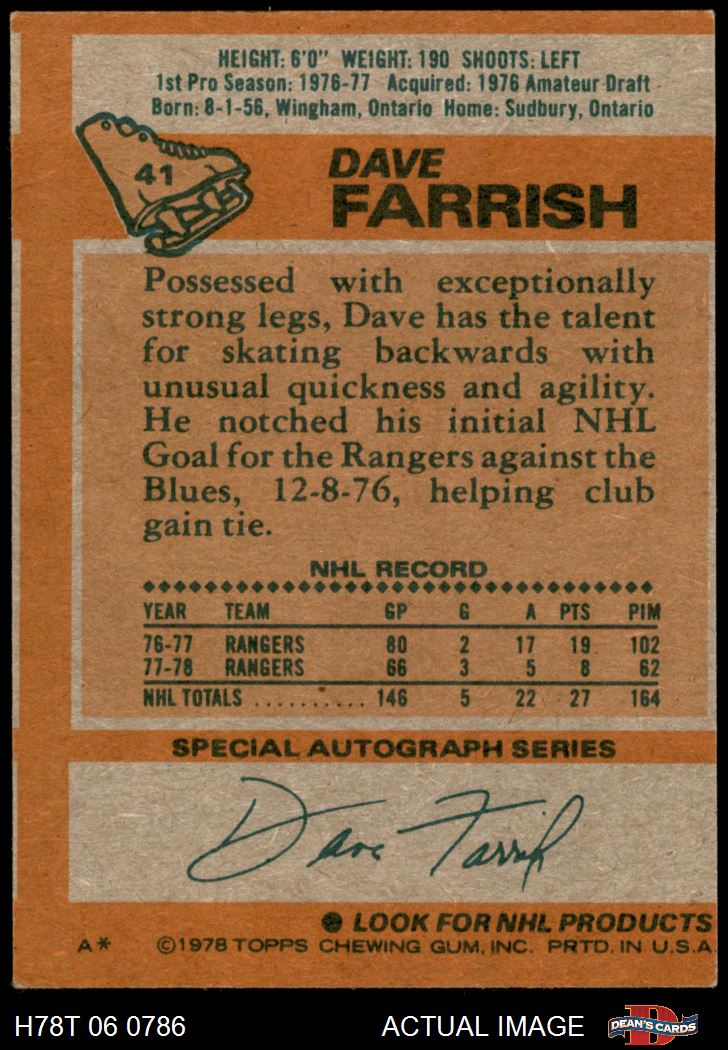 HEIGHT: 6'0" WEIGHT: 190 SHOOTS: LEFT
1st Pro Season: 1976-77 Acquired: 1976 Amateur Draft
Born: 8-1-56, Wingham, Ontario Home: Sudbury, Ontario
41
DAVE
FARRISH
Possessed with exceptionally
strong legs, Dave has the talent
for skating backwards with
unusual quickness and agility.
He notched his initial NHL
Goal for the Rangers against the
Blues, 12-8-76, helping club
gain tie.
NHL RECORD
YEAR TEAM GP G A PTS PIM
76-77 RANGERS 80 2 17 19 102
77-78 RANGERS 66 3 5 8 62
NHL TOTALS .......... 146 5 22 27 164
SPECIAL AUTOGRAPH SERIES
Dave Farrish
LOOK FOR NHL PRODUCTS
A* ©1978 TOPPS CHEWING GUM, INC. PRTD. IN U.S.A
H78T 06 0786 ACTUAL IMAGE D DEAN'S CARDS